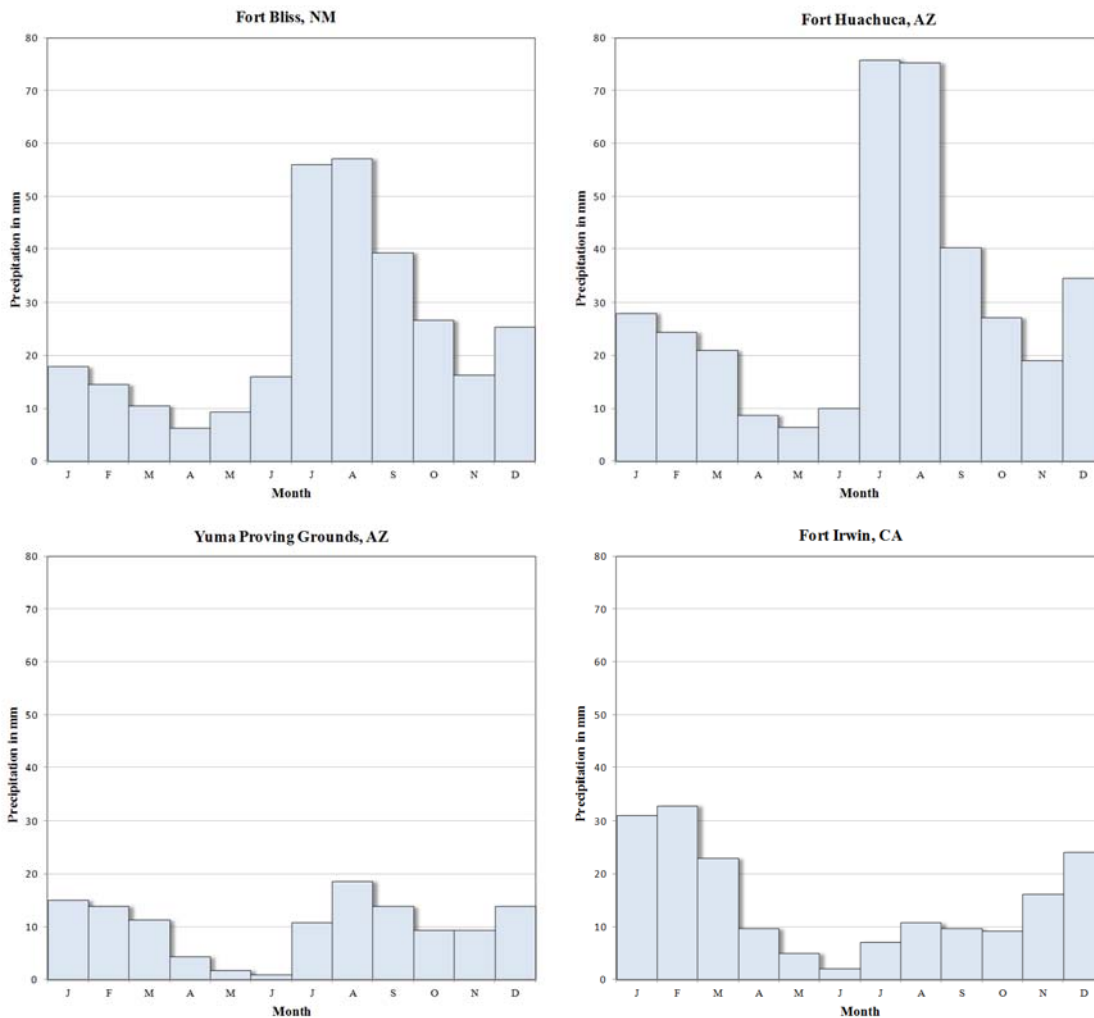 Fort Bliss, NM
80
70
60
50
40
30
20
10
0
Precipitation in mm
J F M A M J J A S O N D
Month
Fort Huachuca, AZ
80
70
60
50
40
30
20
10
0
Precipitation in mm
J F M A M J J A S O N D
Month
Yuma Proving Grounds, AZ
80
70
60
50
40
30
20
10
0
Precipitation in mm
J F M A M J J A S O N D
Month
Fort Irwin, CA
80
70
60
50
40
30
20
10
0
Precipitation in mm
J F M A M J J A S O N D
Month